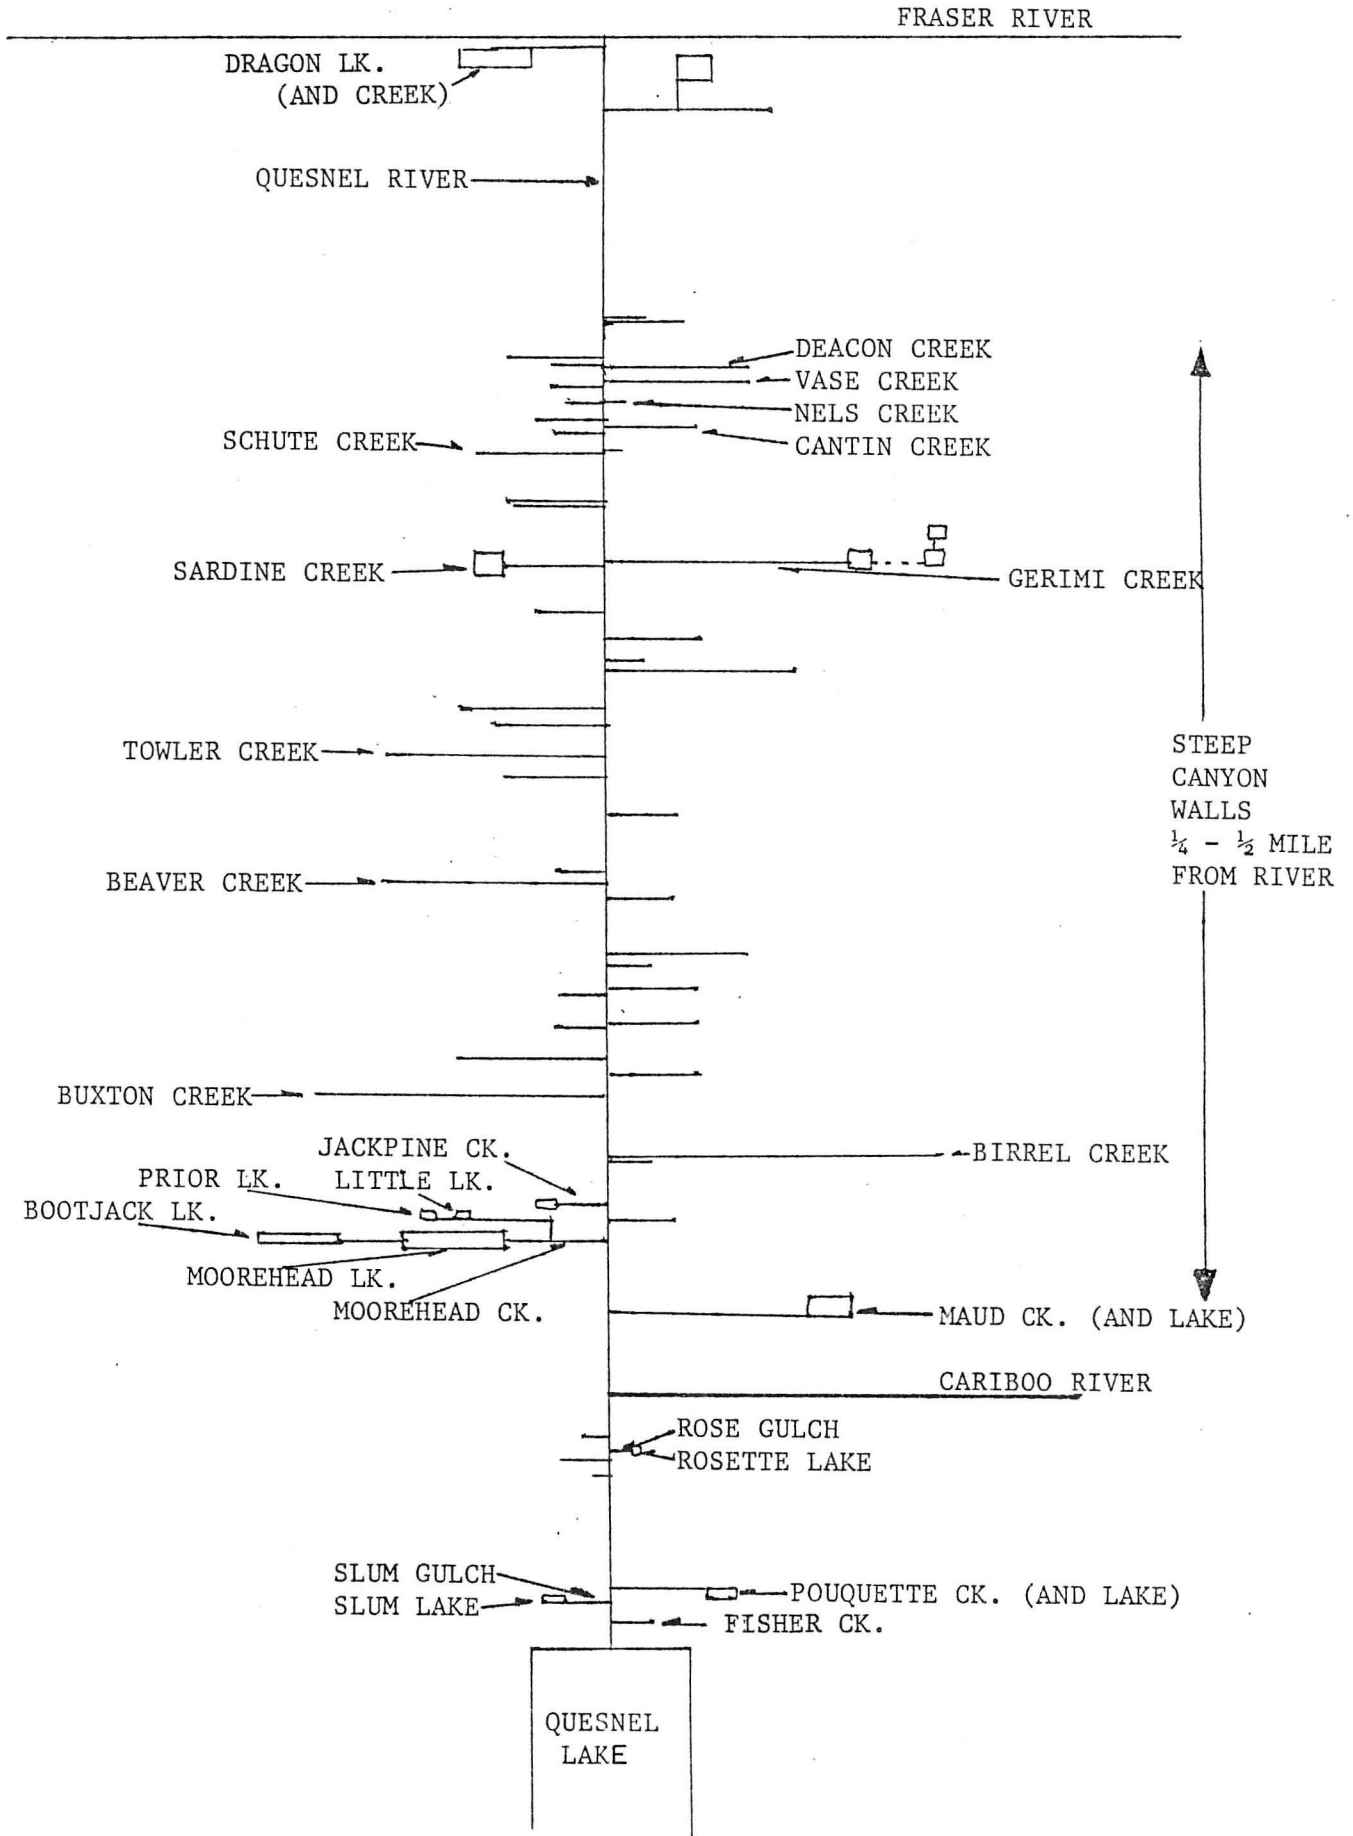 FRASER RIVER
DRAGON LK.
(AND CREEK)
QUESNEL RIVER
DEACON CREEK
VASE CREEK
NELS CREEK
SCHUTE CREEK
CANTIN CREEK
SARDINE CREEK
GERIMI CREEK
TOWLER CREEK
STEEP
CANYON
WALLS
¼ - ½ MILE
FROM RIVER
BEAVER CREEK
BUXTON CREEK
JACKPINE CK.
BIRREL CREEK
PRIOR LK.
LITTLE LK.
BOOTJACK LK.
MOOREHEAD LK.
MOOREHEAD CK.
MAUD CK. (AND LAKE)
CARIBOO RIVER
ROSE GULCH
ROSETTE LAKE
SLUM GULCH
SLUM LAKE
POUQUETTE CK. (AND LAKE)
FISHER CK.
QUESNEL
LAKE